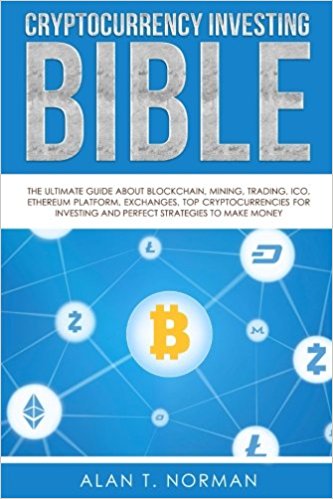 CRYPTOCURRENCY INVESTING
BIBLE
THE ULTIMATE GUIDE ABOUT BLOCKCHAIN, MINING, TRADING, ICO,
ETHEREUM PLATFORM, EXCHANGES, TOP CRYPTOCURRENCIES FOR
INVESTING AND PERFECT STRATEGIES TO MAKE MONEY
ALAN T. NORMAN